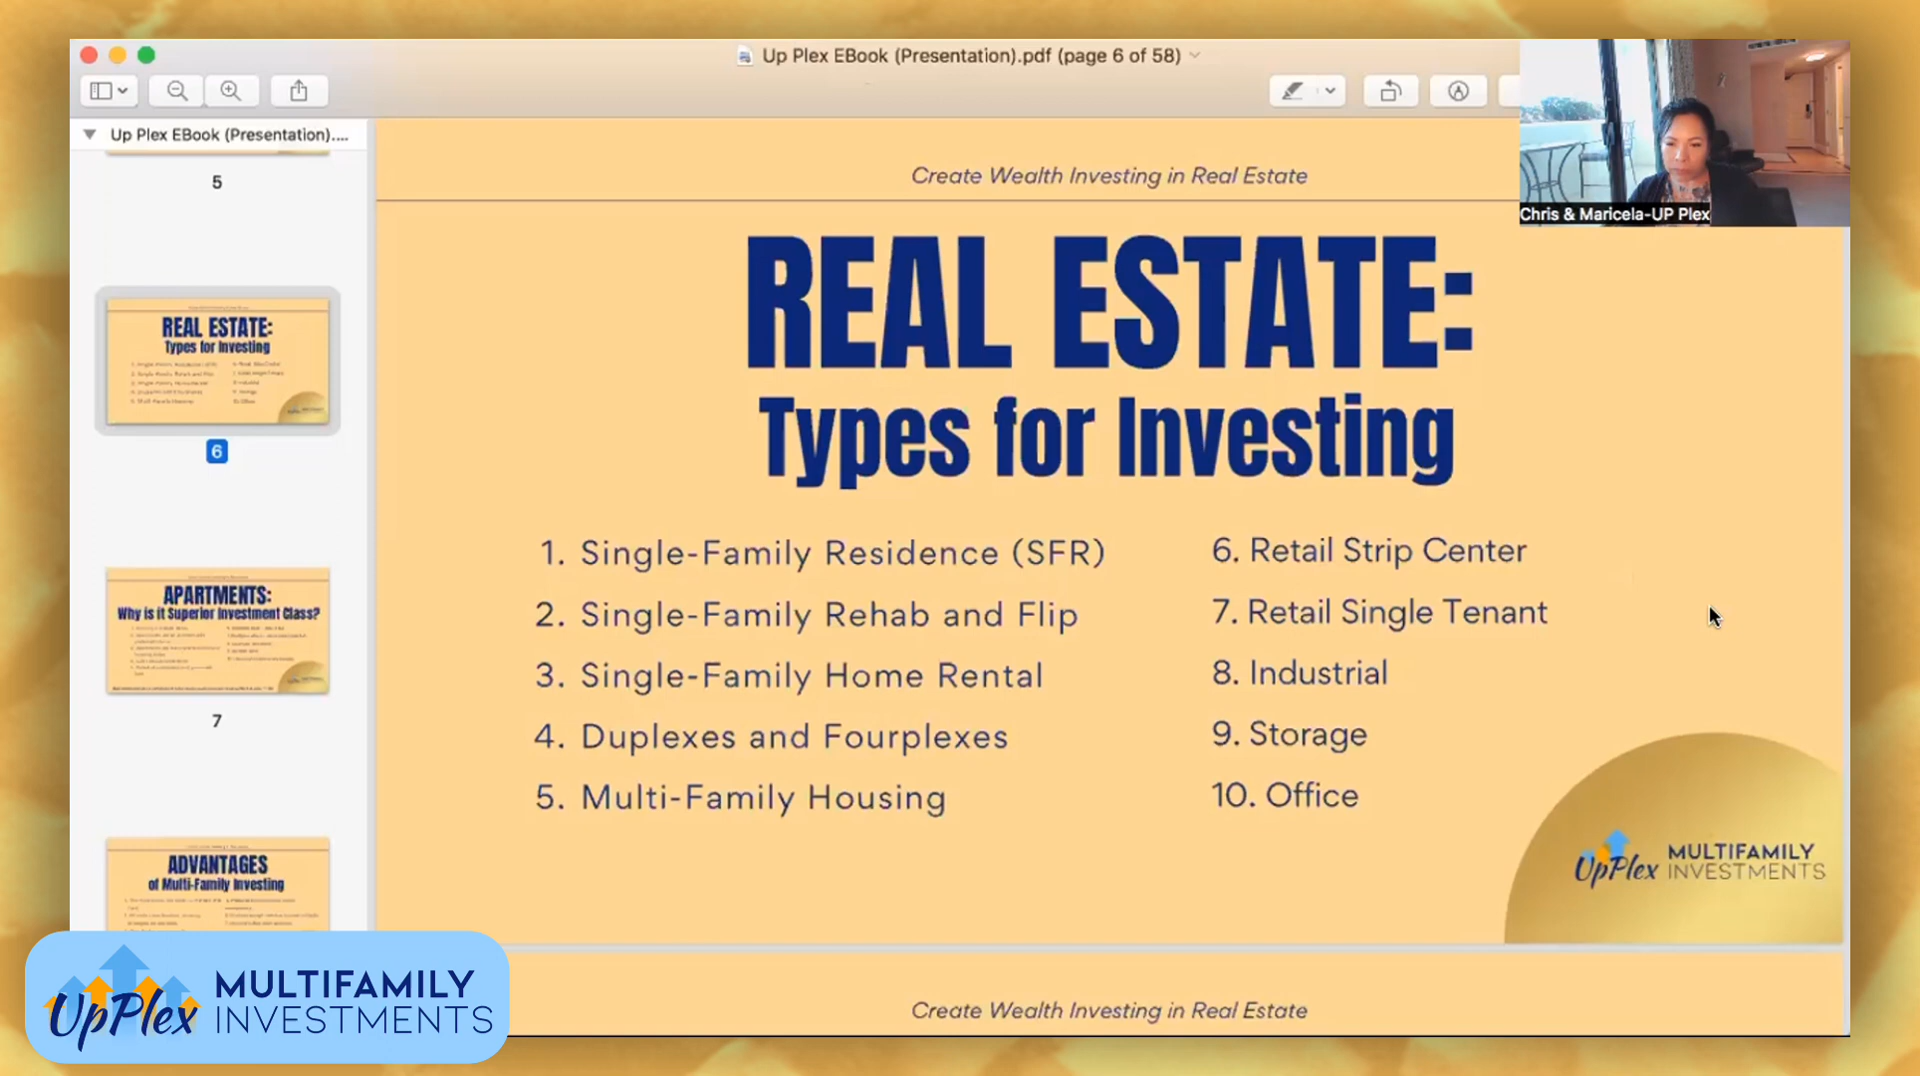 Up Plex EBook (Presentation).pdf (page 6 of 58)
Up Plex EBook (Presentation)....
5
REAL ESTATE:
Types for Investing
6
APARTMENTS:
Why is it Superior Investment Class?
7
ADVANTAGES
of Multi-Family Investing
Create Wealth Investing in Real Estate
REAL ESTATE:
Types for Investing
1. Single-Family Residence (SFR)
2. Single-Family Rehab and Flip
3. Single-Family Home Rental
4. Duplexes and Fourplexes
5. Multi-Family Housing
6. Retail Strip Center
7. Retail Single Tenant
8. Industrial
9. Storage
10. Office
UpPlex MULTIFAMILY
INVESTMENTS
Create Wealth Investing in Real Estate
Chris & Maricela-UP Plex
UpPlex MULTIFAMILY
INVESTMENTS